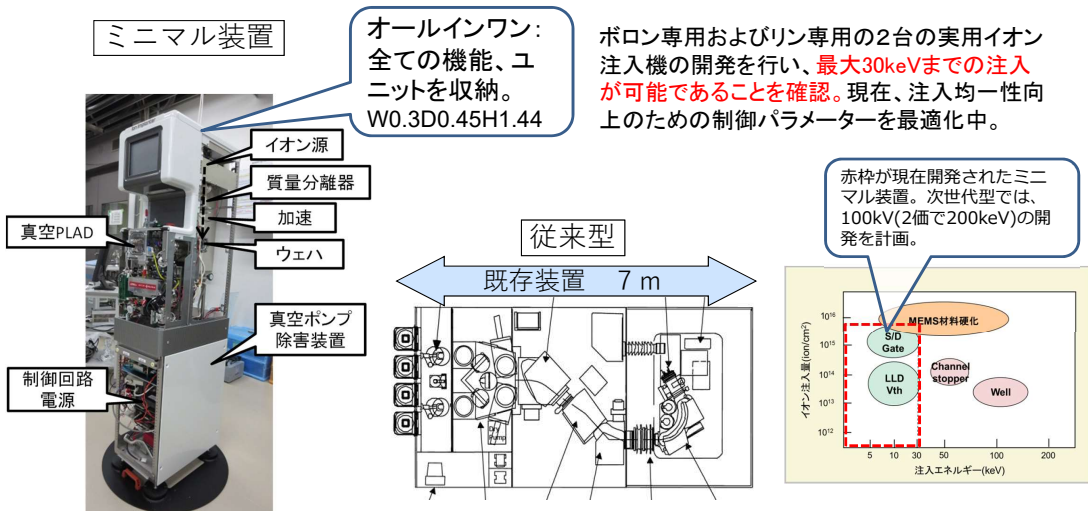 ミニマル装置
オールインワン：
全ての機能、ユ
ニットを収納。
W0.3D0.45H1.44
ボロン専用およびリン専用の２台の実用イオン
注入機の開発を行い、最大30keVまでの注入
が可能であることを確認。現在、注入均一性向
上のための制御パラメーターを最適化中。
イオン源
質量分離器
加速
ウェハ
真空PLAD
真空ポンプ
除害装置
制御回路
電源
従来型
既存装置 7 m
Dry
Pump
赤枠が現在開発されたミニ
マル装置。次世代型では、
100kV(2価で200keV)の開
発を計画。
イオン注入量(ion/cm²)
10¹⁶
10¹⁵
10¹⁴
10¹³
10¹²
MEMS材料硬化
S/D
Gate
LLD
Vth
Channel
stopper
Well
5 10 30 50 100 200
注入エネルギー(keV)